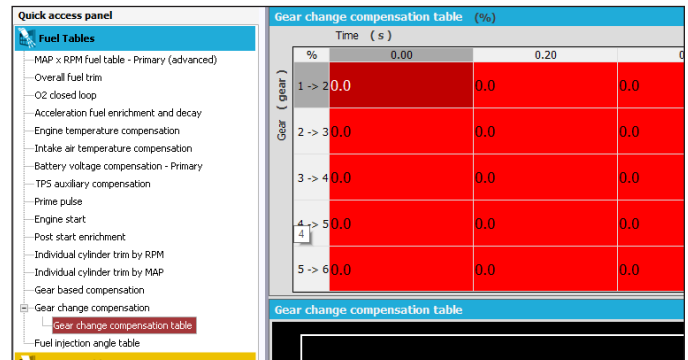 Quick access panel
Fuel Tables
MAP x RPM fuel table - Primary (advanced)
Overall fuel trim
O2 closed loop
Acceleration fuel enrichment and decay
Engine temperature compensation
Intake air temperature compensation
Battery voltage compensation - Primary
TPS auxiliary compensation
Prime pulse
Engine start
Post start enrichment
Individual cylinder trim by RPM
Individual cylinder trim by MAP
Gear based compensation
Gear change compensation
Gear change compensation table
Fuel injection angle table
Gear change compensation table (%)
Time ( s )
% 0.00 0.20
Gear ( gear )
1 -> 2 0.0 0.0 0.0
2 -> 3 0.0 0.0 0.0
3 -> 4 0.0 0.0 0.0
4 -> 5 0.0 0.0 0.0
4
5 -> 6 0.0 0.0 0.0
Gear change compensation table